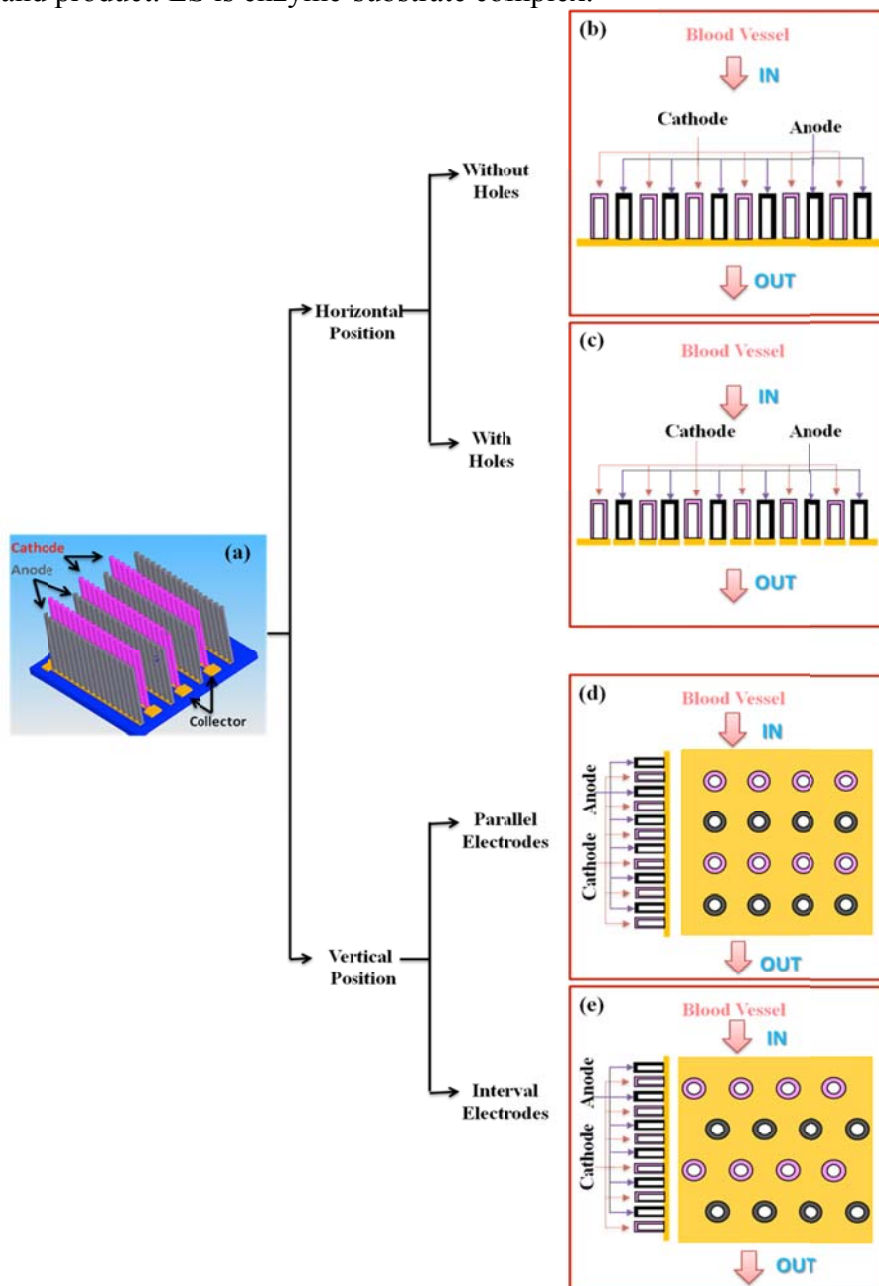 and product. ES is enzyme-substrate complex.
(b)
Blood Vessel
IN
Cathode
Anode
OUT
Without
Holes
Horizontal
Position
(c)
Blood Vessel
IN
Cathode
Anode
OUT
With
Holes
(a)
Cathode
Anode
Collector
(d)
Blood Vessel
IN
Anode
Cathode
OUT
Parallel
Electrodes
Vertical
Position
(e)
Blood Vessel
IN
Anode
Cathode
OUT
Interval
Electrodes